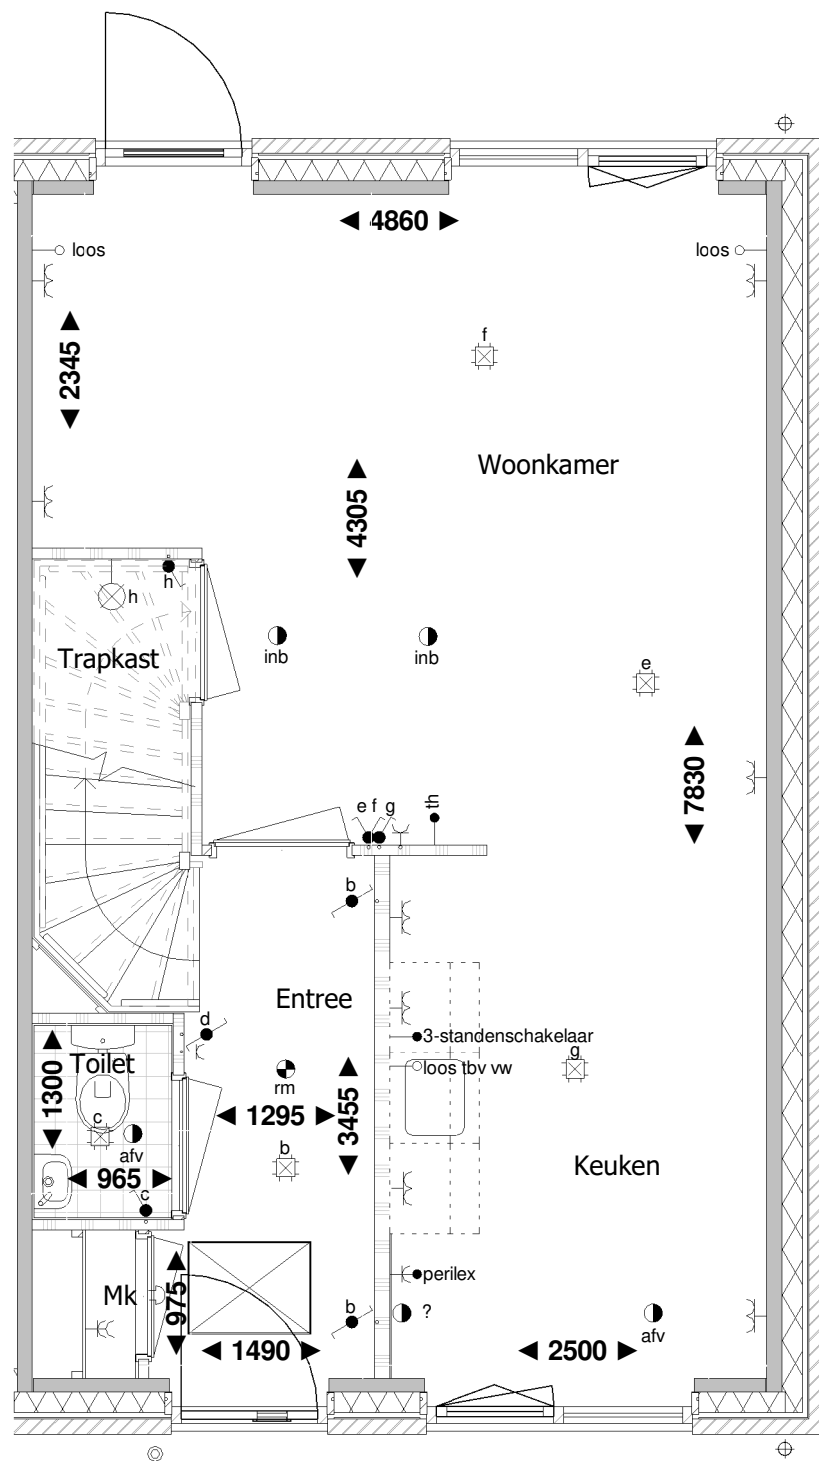 4860
loos
loos
2345
f
Woonkamer
4305
h
h
inb
inb
Trapkast
e
7830
th
e f g
b
Entree
d
3-standenschakelaar
g
Toilet
loos tbv vw
rm
1300
1295
3455
c
afv
b
Keuken
965
c
perilex
Mk
975
b
?
afv
1490
2500